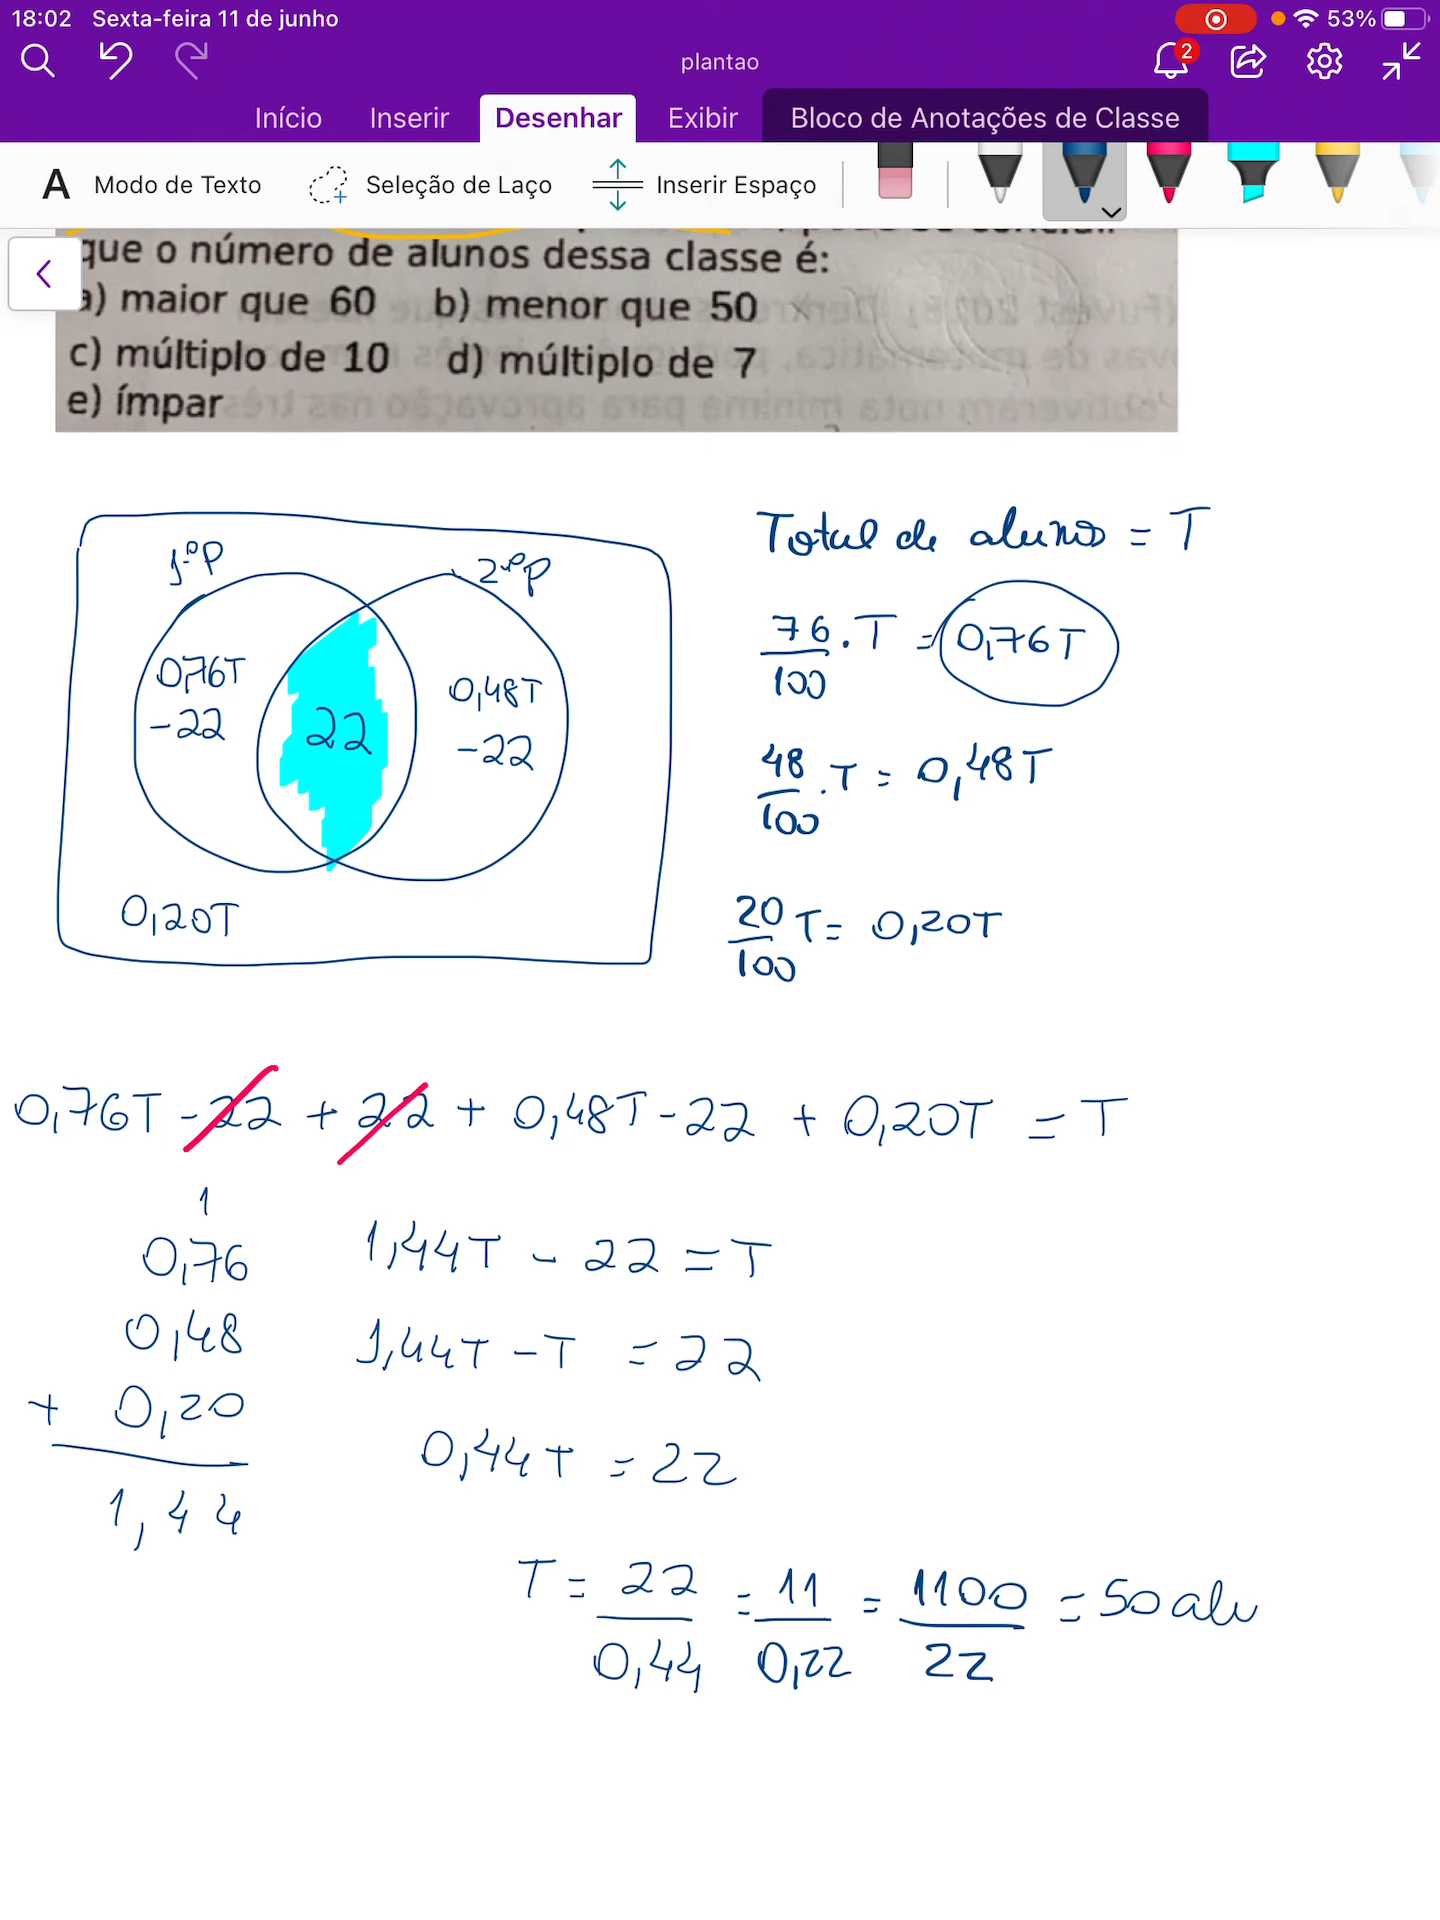 18:02 Sexta-feira 11 de junho 53%
2
plantao
Início Inserir Desenhar Exibir Bloco de Anotações de Classe
A Modo de Texto Seleção de Laço Inserir Espaço
que o número de alunos dessa classe é:
a) maior que 60 b) menor que 50
c) múltiplo de 10 d) múltiplo de 7
e) ímpar
Total de alunos = T
1ºP 2ºP
76/100 . T = 0,76T
0,76T - 22
22
0,48T - 22
48/100 . T = 0,48T
0,20T
20/100 T = 0,20T
0,76T - 22 + 22 + 0,48T - 22 + 0,20T = T
1
0,76
0,48
+ 0,20
1,44
1,44T - 22 = T
1,44T - T = 22
0,44T = 22
T = 22/0,44 = 11/0,22 = 1100/22 = 50 alu